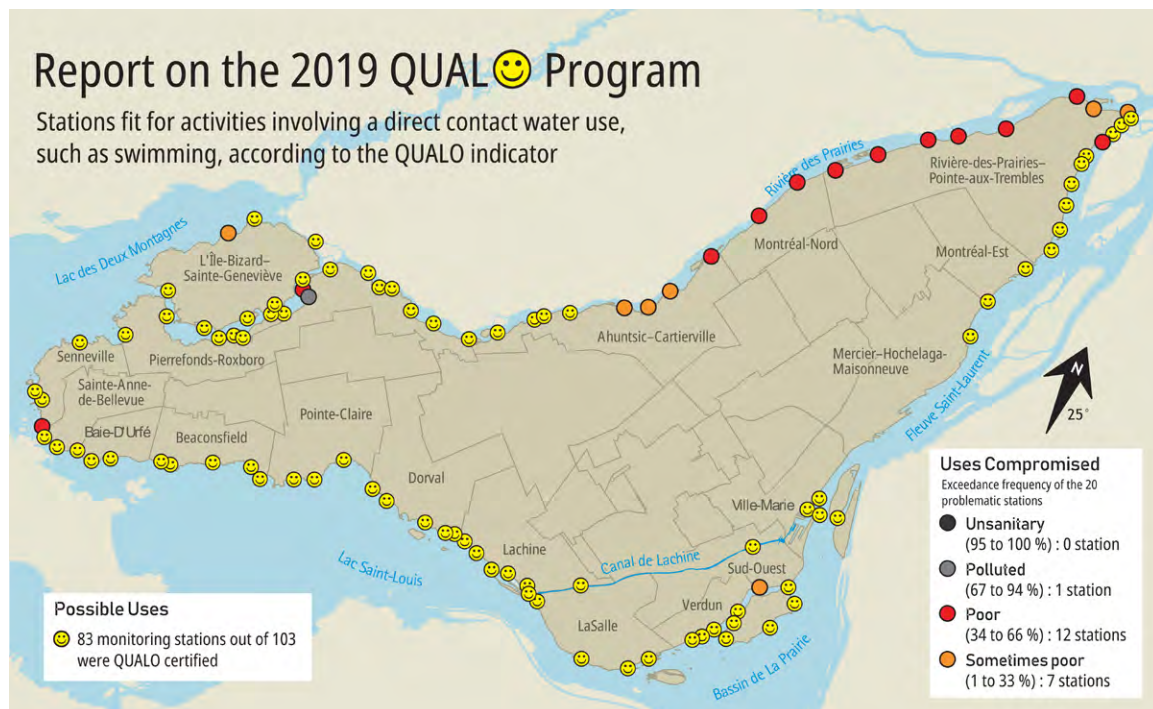 Report on the 2019 QUAL Program
Stations fit for activities involving a direct contact water use,
such as swimming, according to the QUALO indicator
Rivière des Prairies
Rivière-des-Prairies–
Pointe-aux-Trembles
Lac des Deux Montagnes
L'Île-Bizard–
Sainte-Geneviève
Montréal-Nord
Montréal-Est
Ahuntsic–Cartierville
Senneville
Pierrefonds-Roxboro
Mercier–Hochelaga-
Maisonneuve
Sainte-Anne-
de-Bellevue
Pointe-Claire
Baie-D'Urfé
Beaconsfield
Fleuve Saint-Laurent
N
25°
Dorval
Ville-Marie
Lachine
Canal de Lachine
Lac Saint-Louis
Sud-Ouest
Verdun
LaSalle
Bassin de La Prairie
Possible Uses
83 monitoring stations out of 103
were QUALO certified
Uses Compromised
Exceedance frequency of the 20
problematic stations
Unsanitary
(95 to 100 %) : 0 station
Polluted
(67 to 94 %) : 1 station
Poor
(34 to 66 %) : 12 stations
Sometimes poor
(1 to 33 %) : 7 stations